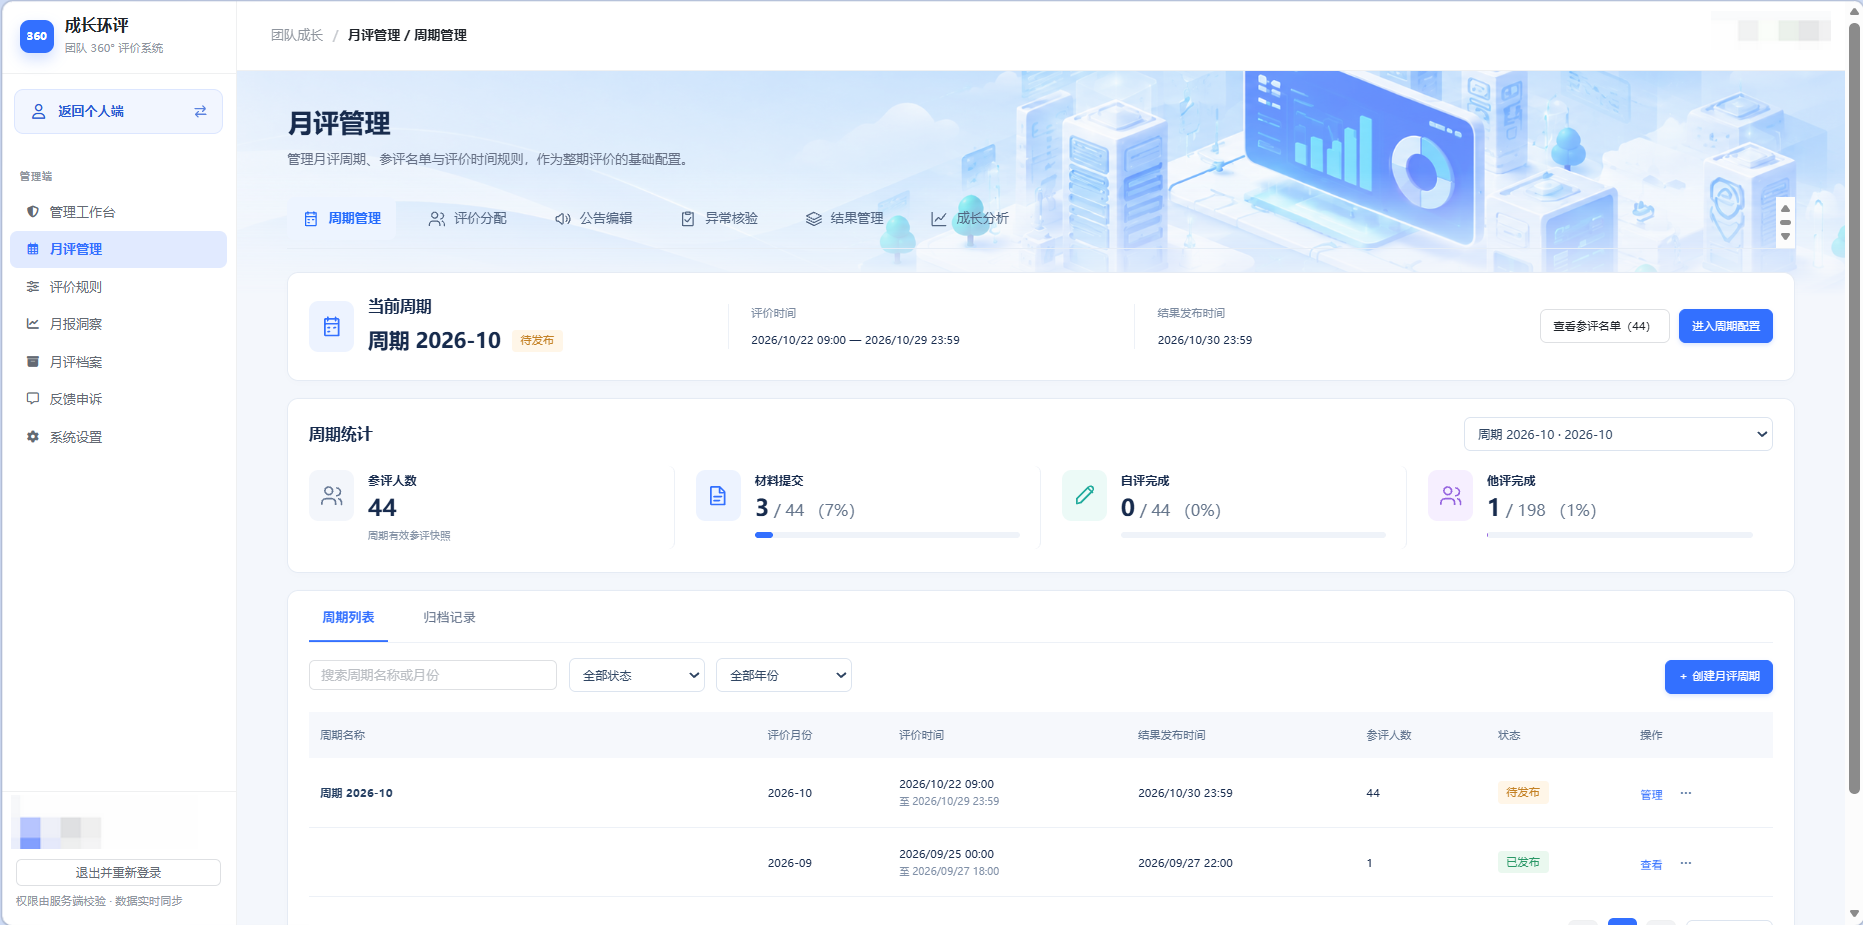 360
成长环评
团队 360° 评价系统
返回个人端
管理端
管理工作台
月评管理
评价规则
月报洞察
月评档案
反馈申诉
系统设置
退出并重新登录
权限由服务端校验 · 数据实时同步
团队成长 / 月评管理 / 周期管理
月评管理
管理月评周期、参评名单与评价时间规则，作为整期评价的基础配置。
周期管理 评价分配 公告编辑 异常核验 结果管理 成长分析
当前周期
周期 2026-10 待发布
评价时间
2026/10/22 09:00 — 2026/10/29 23:59
结果发布时间
2026/10/30 23:59
查看参评名单（44）
进入周期配置
周期统计
周期 2026-10 · 2026-10
参评人数
44
周期有效参评快照
材料提交
3 / 44 （7%）
自评完成
0 / 44 （0%）
他评完成
1 / 198 （1%）
周期列表 归档记录
搜索周期名称或月份 全部状态 全部年份
+ 创建月评周期
周期名称 评价月份 评价时间 结果发布时间 参评人数 状态 操作
周期 2026-10 2026-10 2026/10/22 09:00 至 2026/10/29 23:59 2026/10/30 23:59 44 待发布 管理 ···
2026-09 2026/09/25 00:00 至 2026/09/27 18:00 2026/09/27 22:00 1 已发布 查看 ···